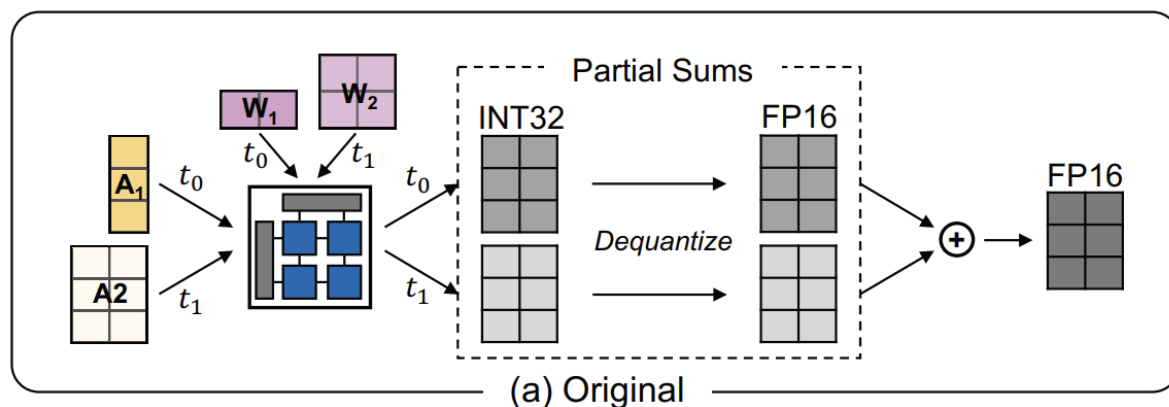 Partial Sums
W₁
W₂
INT32
FP16
t₀
t₁
A₁
t₀
t₀
FP16
Dequantize
+
A2
t₁
t₁
(a) Original